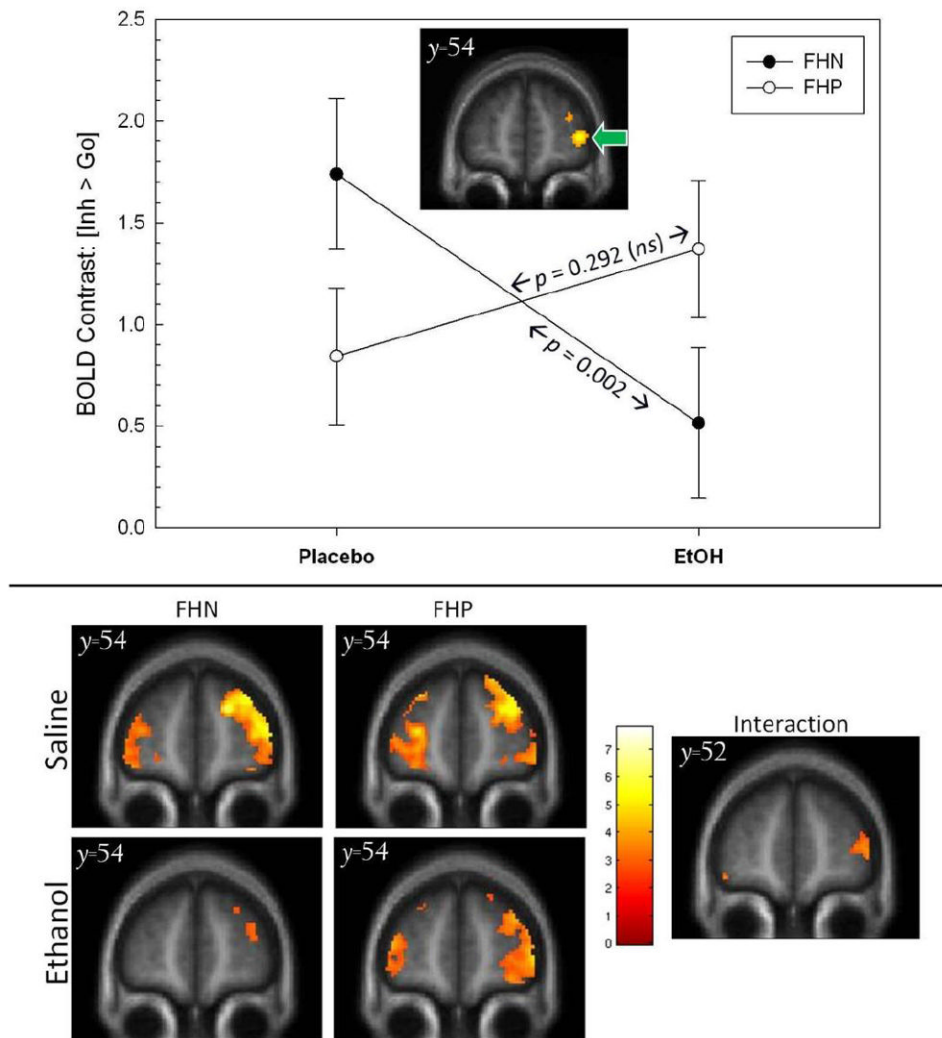 2.5
2.0
1.5
1.0
0.5
0.0
BOLD Contrast: [Inh > Go]
y=54
FHN
FHP
← p = 0.292 (ns) →
← p = 0.002 →
Placebo EtOH
FHN FHP
Saline
y=54 y=54
Ethanol
y=54 y=54
7
6
5
4
3
2
1
0
Interaction
y=52